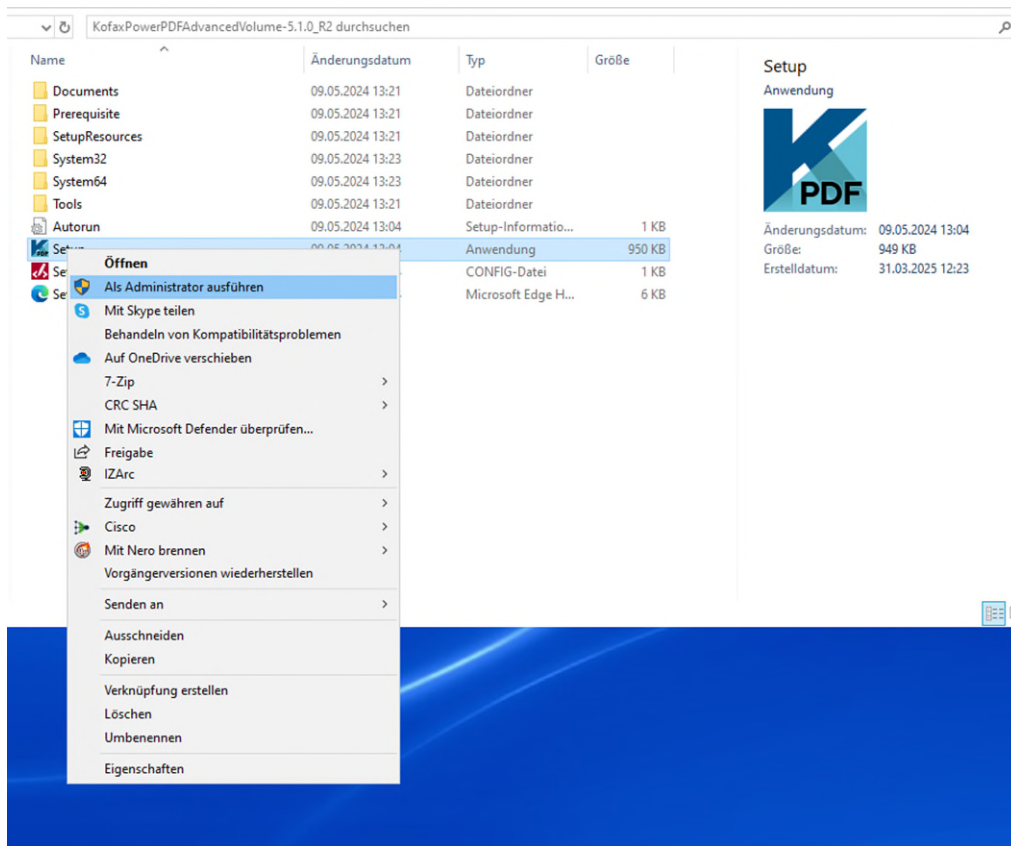 KofaxPowerPDFAdvancedVolume-5.1.0_R2 durchsuchen
Name Änderungsdatum Typ Größe
Documents 09.05.2024 13:21 Dateiordner
Prerequisite 09.05.2024 13:21 Dateiordner
SetupResources 09.05.2024 13:21 Dateiordner
System32 09.05.2024 13:23 Dateiordner
System64 09.05.2024 13:23 Dateiordner
Tools 09.05.2024 13:21 Dateiordner
Autorun 09.05.2024 13:04 Setup-Informatio... 1 KB
Anwendung 950 KB
Se CONFIG-Datei 1 KB
Se Microsoft Edge H... 6 KB
Öffnen
Als Administrator ausführen
Mit Skype teilen
Behandeln von Kompatibilitätsproblemen
Auf OneDrive verschieben
7-Zip
CRC SHA
Mit Microsoft Defender überprüfen...
Freigabe
IZArc
Zugriff gewähren auf
Cisco
Mit Nero brennen
Vorgängerversionen wiederherstellen
Senden an
Ausschneiden
Kopieren
Verknüpfung erstellen
Löschen
Umbenennen
Eigenschaften
Setup
Anwendung
PDF
Änderungsdatum: 09.05.2024 13:04
Größe: 949 KB
Erstelldatum: 31.03.2025 12:23